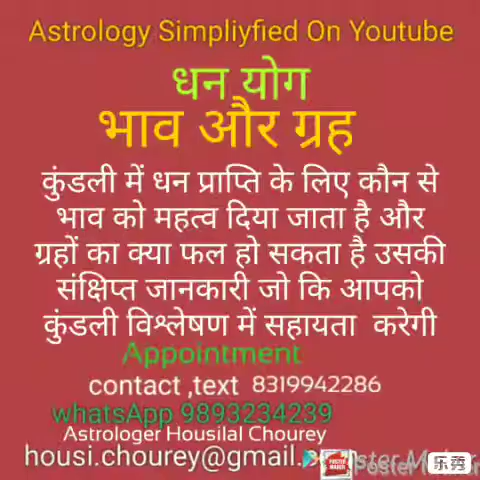 Astrology Simpliyfied On Youtube
धन योग
भाव और ग्रह
कुंडली में धन प्राप्ति के लिए कौन से
भाव को महत्व दिया जाता है और
ग्रहों का क्या फल हो सकता है उसकी
संक्षिप्त जानकारी जो कि आपको
कुंडली विश्लेषण में सहायता करेगी
Appointment
contact ,text 8319942286
whatsApp 9893234239
Astrologer Housilal Chourey
housi.chourey@gmail.
POSTER MAKER
乐秀